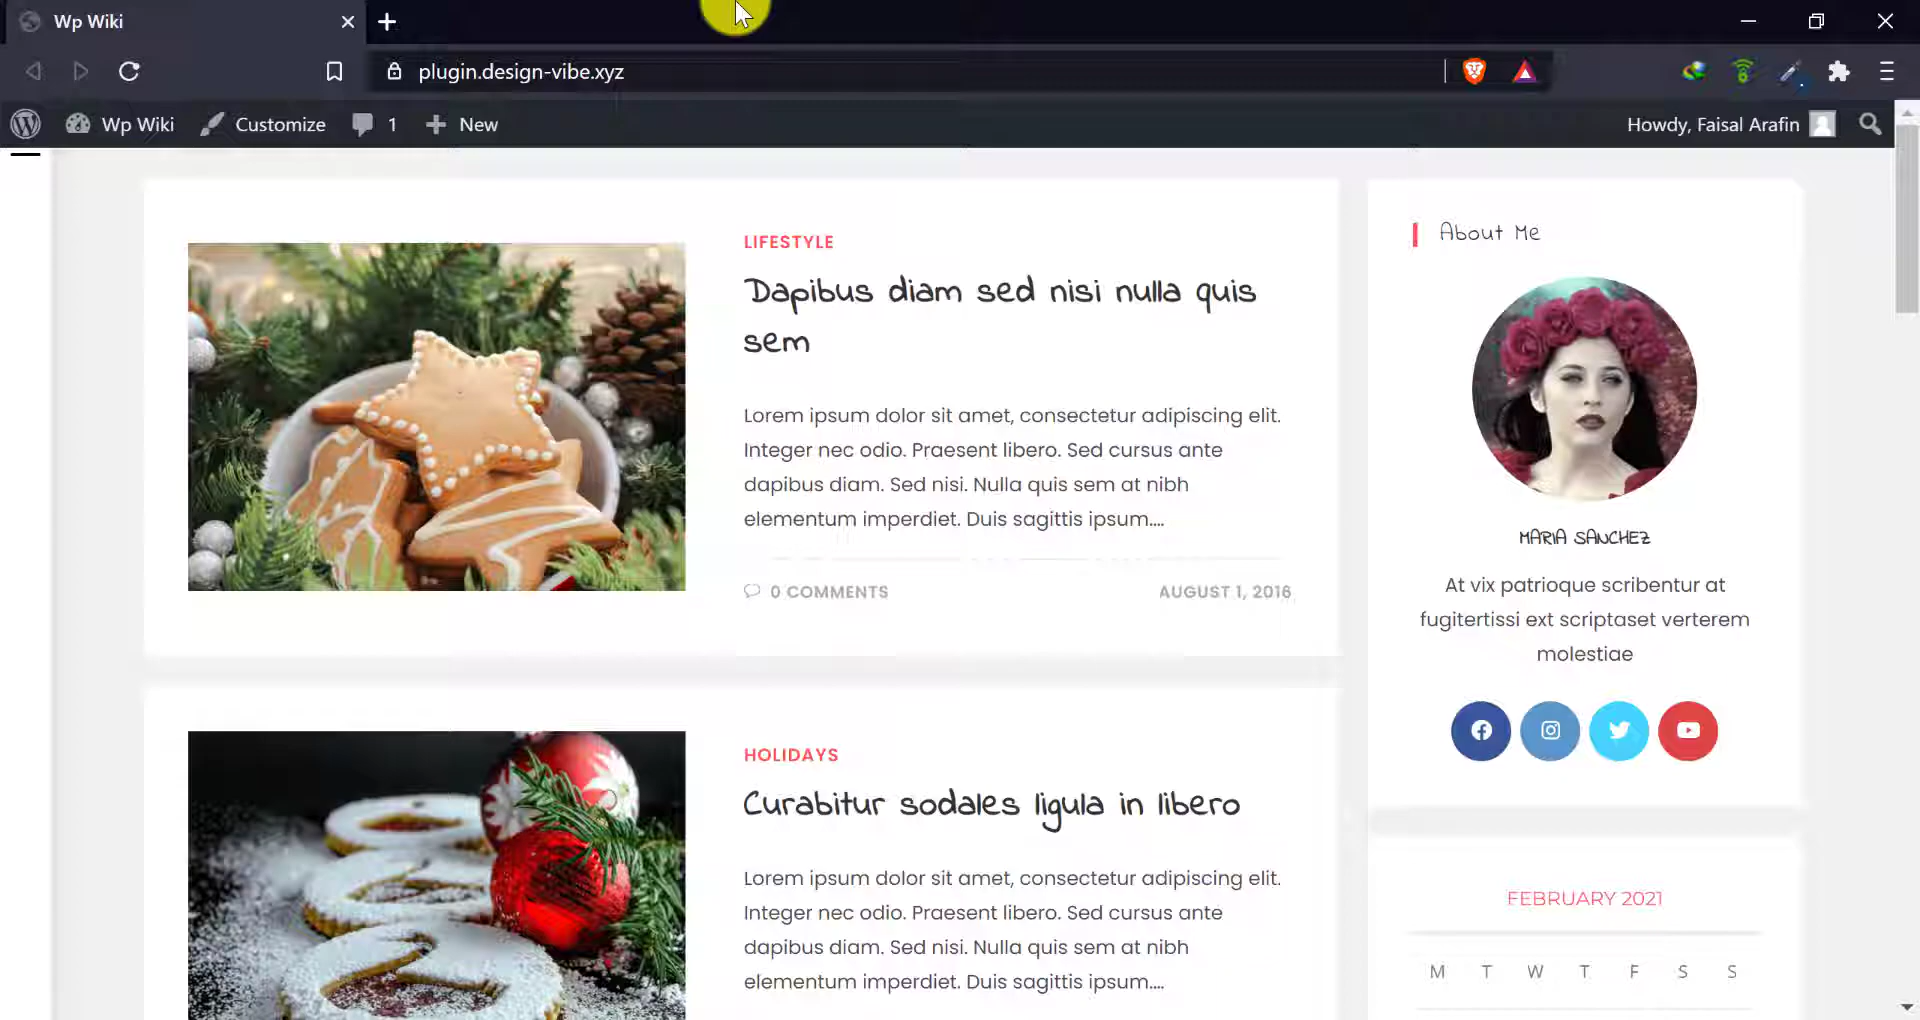 Wp Wiki
plugin.design-vibe.xyz
Wp Wiki Customize 1 New
Howdy, Faisal Arafin
LIFESTYLE
Dapibus diam sed nisi nulla quis
sem
Lorem ipsum dolor sit amet, consectetur adipiscing elit.
Integer nec odio. Praesent libero. Sed cursus ante
dapibus diam. Sed nisi. Nulla quis sem at nibh
elementum imperdiet. Duis sagittis ipsum....
0 COMMENTS AUGUST 1, 2016
HOLIDAYS
Curabitur sodales ligula in libero
Lorem ipsum dolor sit amet, consectetur adipiscing elit.
Integer nec odio. Praesent libero. Sed cursus ante
dapibus diam. Sed nisi. Nulla quis sem at nibh
elementum imperdiet. Duis sagittis ipsum....
About Me
MARIA SANCHEZ
At vix patrioque scribentur at
fugitertissi ext scriptaset verterem
molestiae
FEBRUARY 2021
M T W T F S S